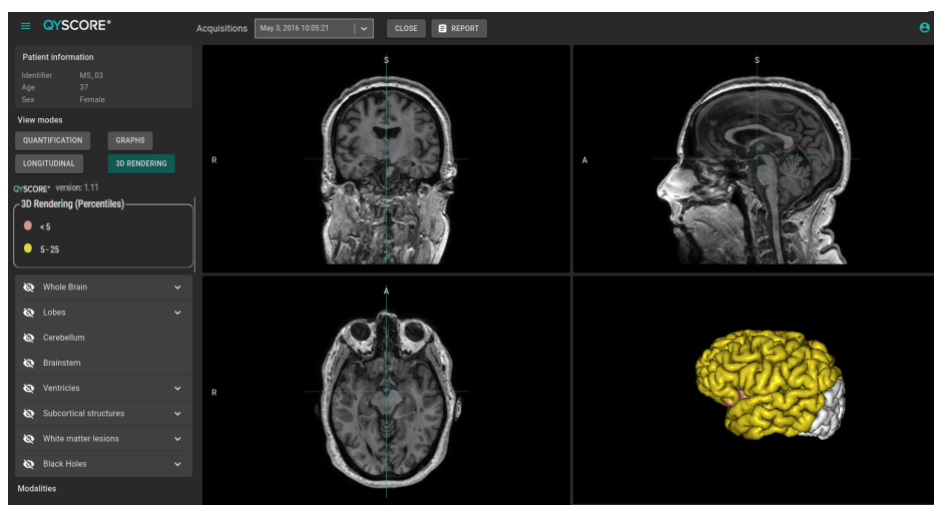 QYSCORE®
Acquisitions
May 3, 2016 10:05:21
CLOSE
REPORT
Patient information
Identifier MS_03
Age 37
Sex Female
View modes
QUANTIFICATION GRAPHS
LONGITUDINAL 3D RENDERING
QYSCORE® version: 1.11
3D Rendering (Percentiles)
< 5
5 - 25
Whole Brain
Lobes
Cerebellum
Brainstem
Ventricles
Subcortical structures
White matter lesions
Black Holes
Modalities
S
R
S
A
A
R